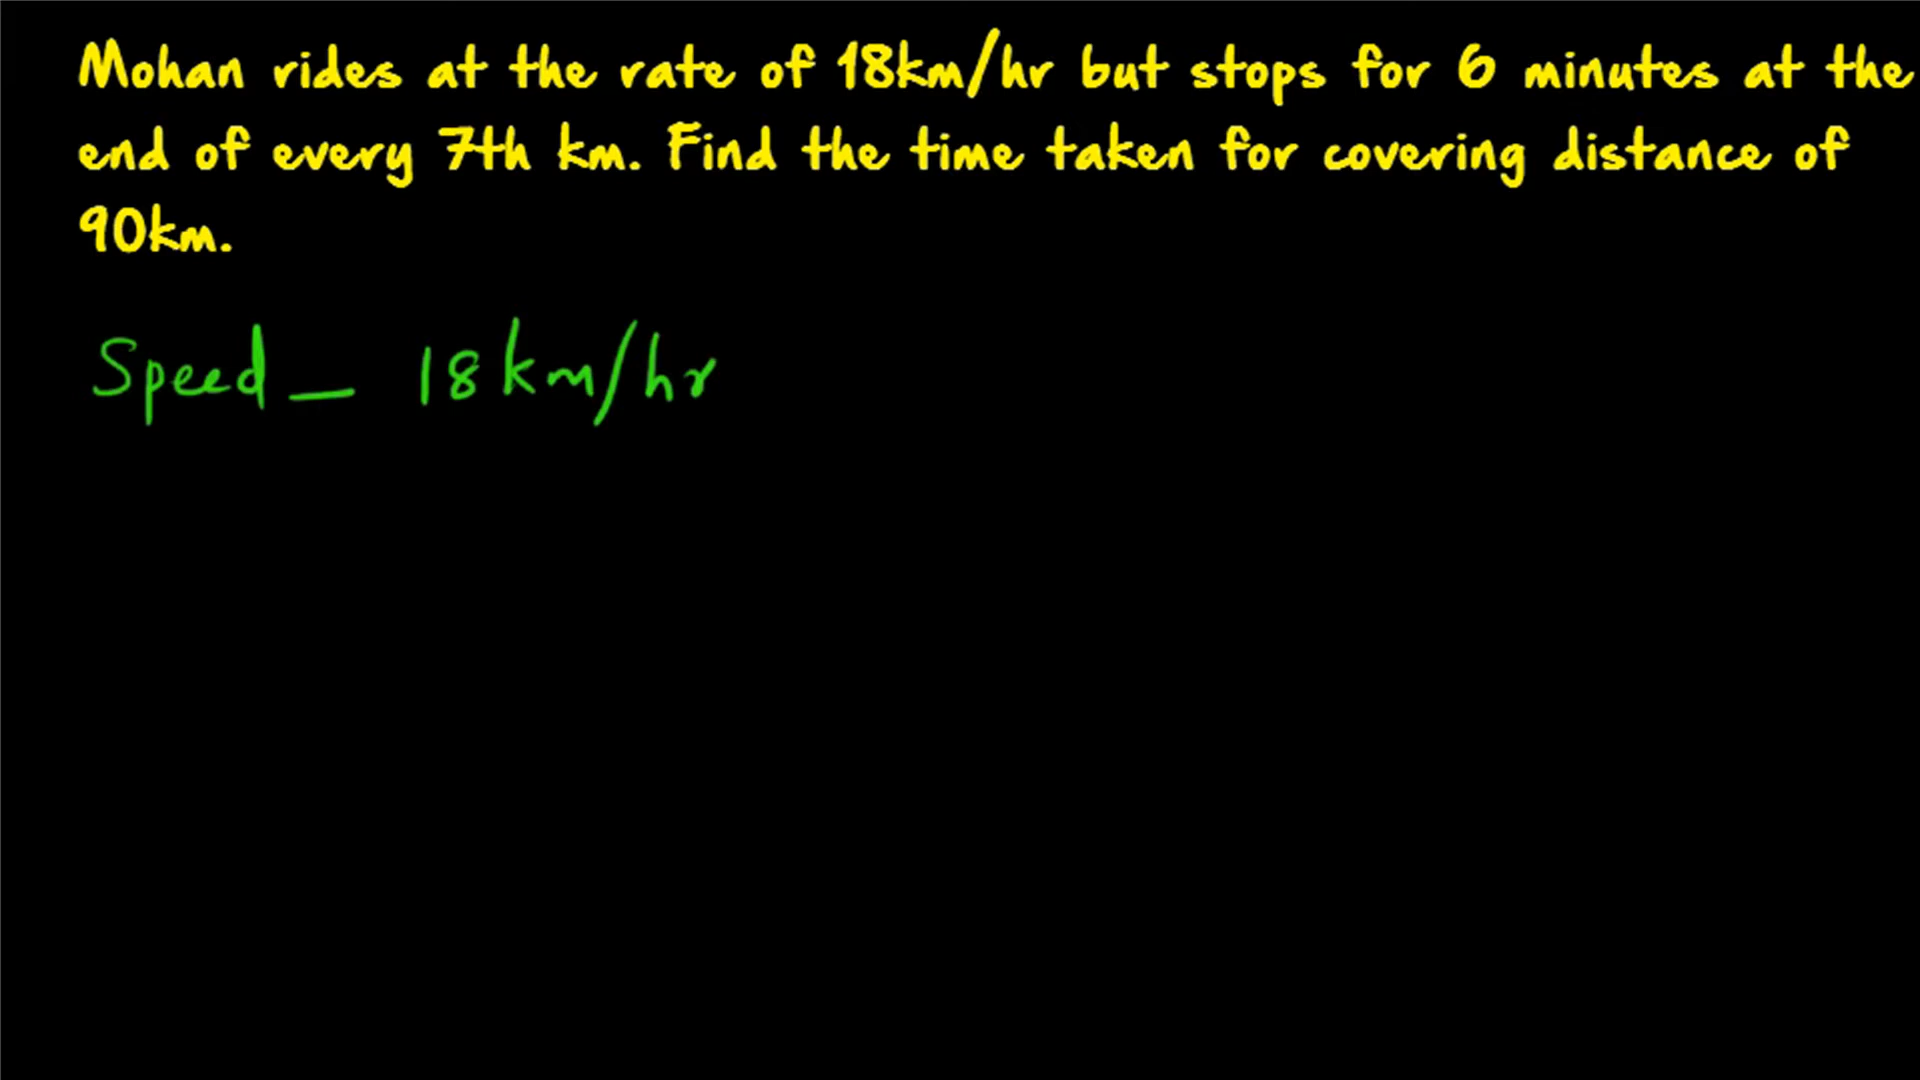 Mohan rides at the rate of 18km/hr but stops for 6 minutes at the
end of every 7th km. Find the time taken for covering distance of
90km.
Speed _ 18km/hr